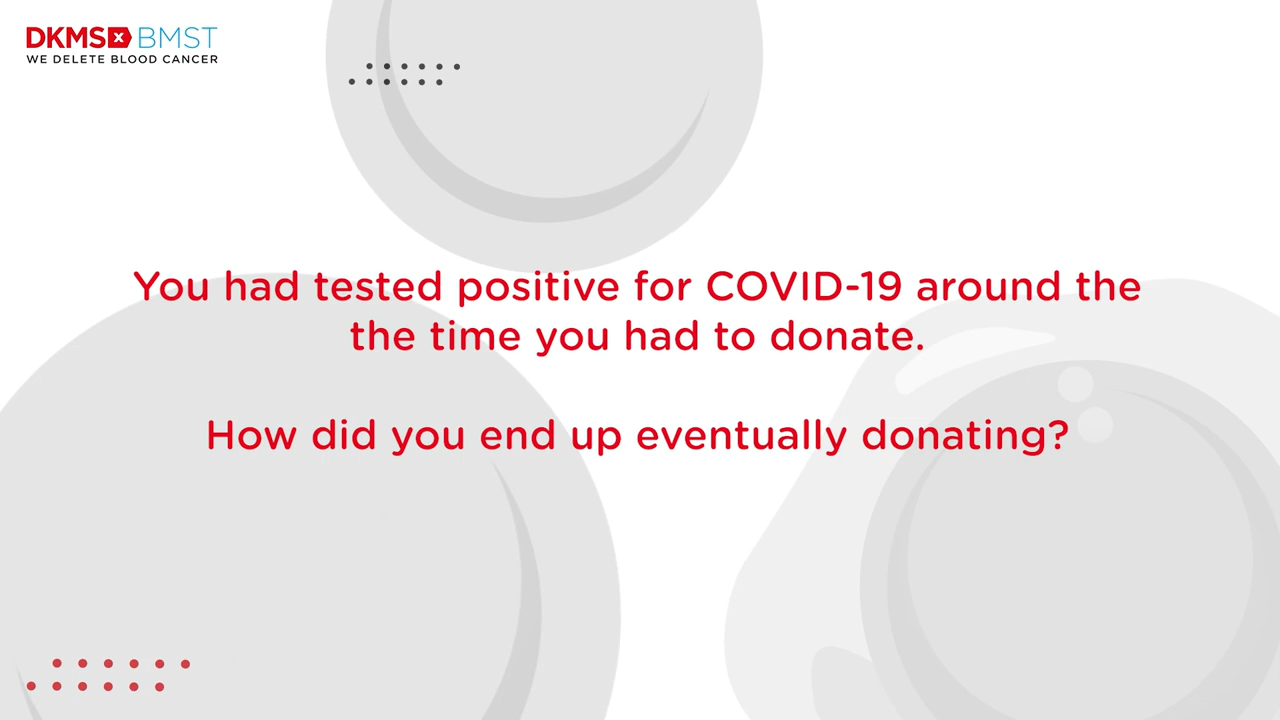 DKMS x BMST
WE DELETE BLOOD CANCER
You had tested positive for COVID-19 around the
the time you had to donate.
How did you end up eventually donating?